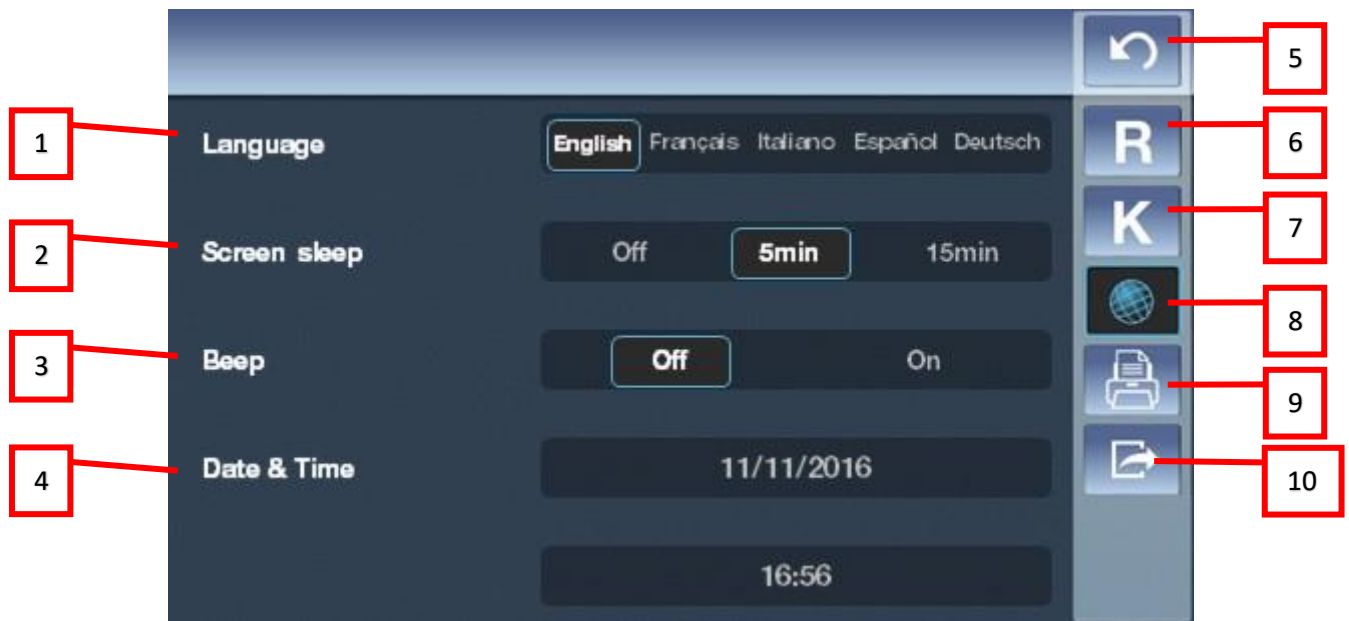 5
1 Language English Français Italiano Español Deutsch R 6
2 Screen sleep Off 5min 15min K 7
8
3 Beep Off On
9
4 Date & Time 11/11/2016 10
16:56